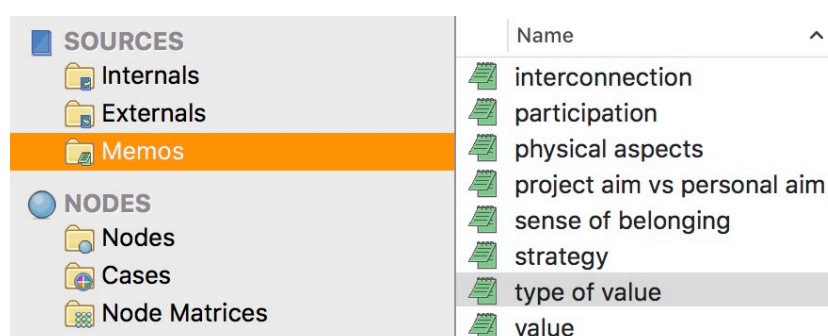 SOURCES
Internals
Externals
Memos
NODES
Nodes
Cases
Node Matrices
Name
interconnection
participation
physical aspects
project aim vs personal aim
sense of belonging
strategy
type of value
value